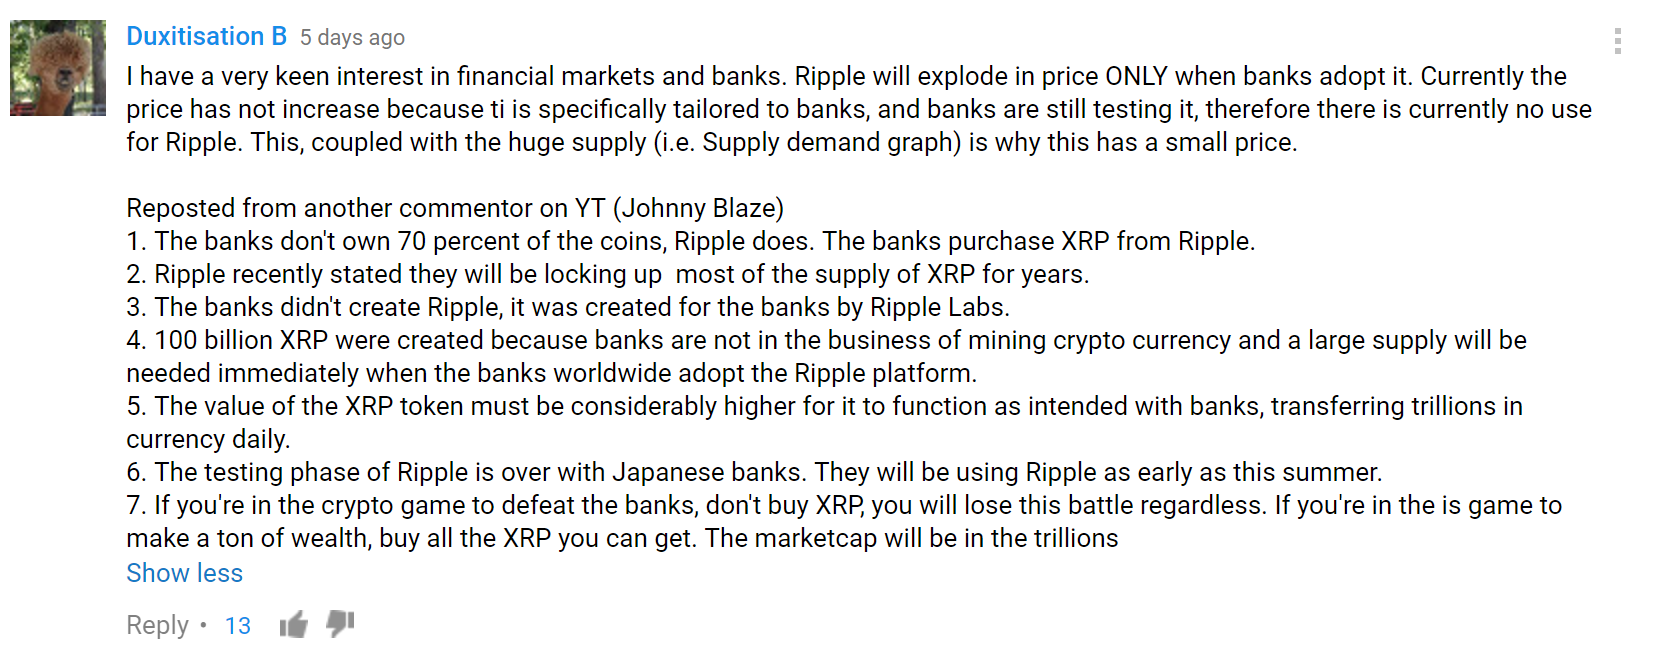 Duxitisation B 5 days ago
I have a very keen interest in financial markets and banks. Ripple will explode in price ONLY when banks adopt it. Currently the
price has not increase because ti is specifically tailored to banks, and banks are still testing it, therefore there is currently no use
for Ripple. This, coupled with the huge supply (i.e. Supply demand graph) is why this has a small price.
Reposted from another commentor on YT (Johnny Blaze)
1. The banks don't own 70 percent of the coins, Ripple does. The banks purchase XRP from Ripple.
2. Ripple recently stated they will be locking up  most of the supply of XRP for years.
3. The banks didn't create Ripple, it was created for the banks by Ripple Labs.
4. 100 billion XRP were created because banks are not in the business of mining crypto currency and a large supply will be
needed immediately when the banks worldwide adopt the Ripple platform.
5. The value of the XRP token must be considerably higher for it to function as intended with banks, transferring trillions in
currency daily.
6. The testing phase of Ripple is over with Japanese banks. They will be using Ripple as early as this summer.
7. If you're in the crypto game to defeat the banks, don't buy XRP, you will lose this battle regardless. If you're in the is game to
make a ton of wealth, buy all the XRP you can get. The marketcap will be in the trillions
Show less
Reply • 13